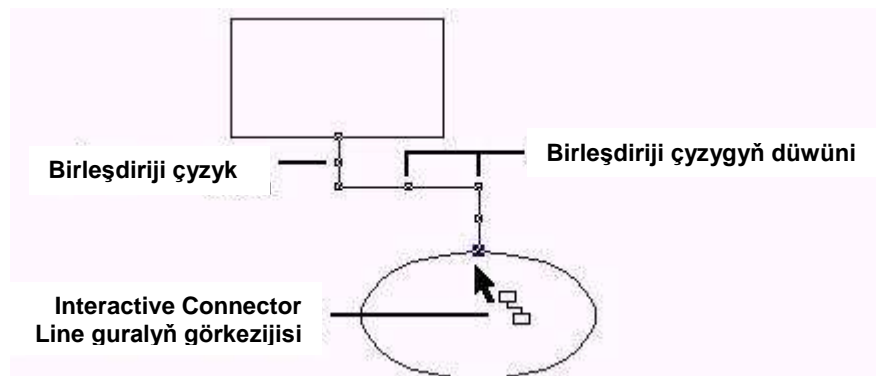 Birleşdiriji çyzyk
Birleşdiriji çyzygyň düwüni
Interactive Connector
Line guralyň görkezijisi